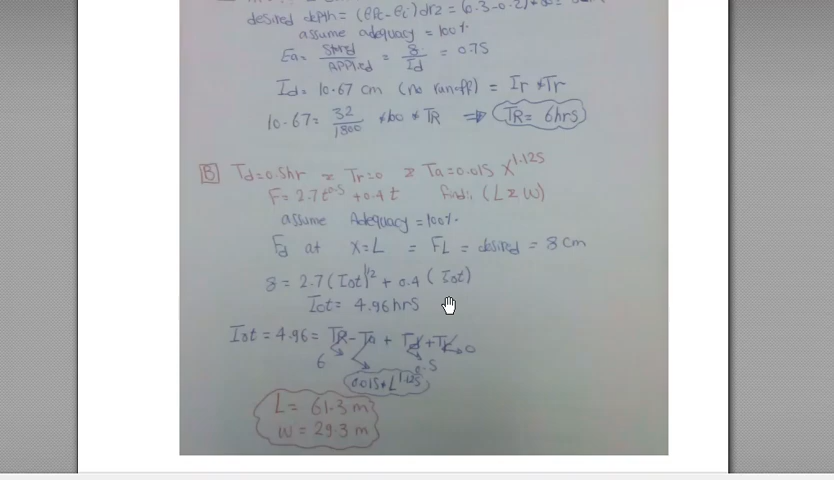 desired depth = (θfc - θi) drz = (0.3-0.2)*80 =
assume adequacy = 100%
Ea = Stored / APPlied = 8 / Id = 0.75
Id = 10.67 cm (no runoff) = Ir * Tr
10.67 = 32 / 1800 *60 * TR ⇒ TR = 6hrs
B Td=0.5hr z Tr=0 z Ta=0.015 X^1.125
F= 2.7 t^0.5 + 0.4 t find: (L z W)
assume Adequacy = 100%
Fd at X=L = FL = desired = 8 cm
8 = 2.7 (Iot)^1/2 + 0.4 (Iot)
Iot = 4.96 hrs
Iot = 4.96 = TR - Ta + Td + Tr
6 0.5 0
0.015*L^1.125
L = 61.3 m
W = 29.3 m